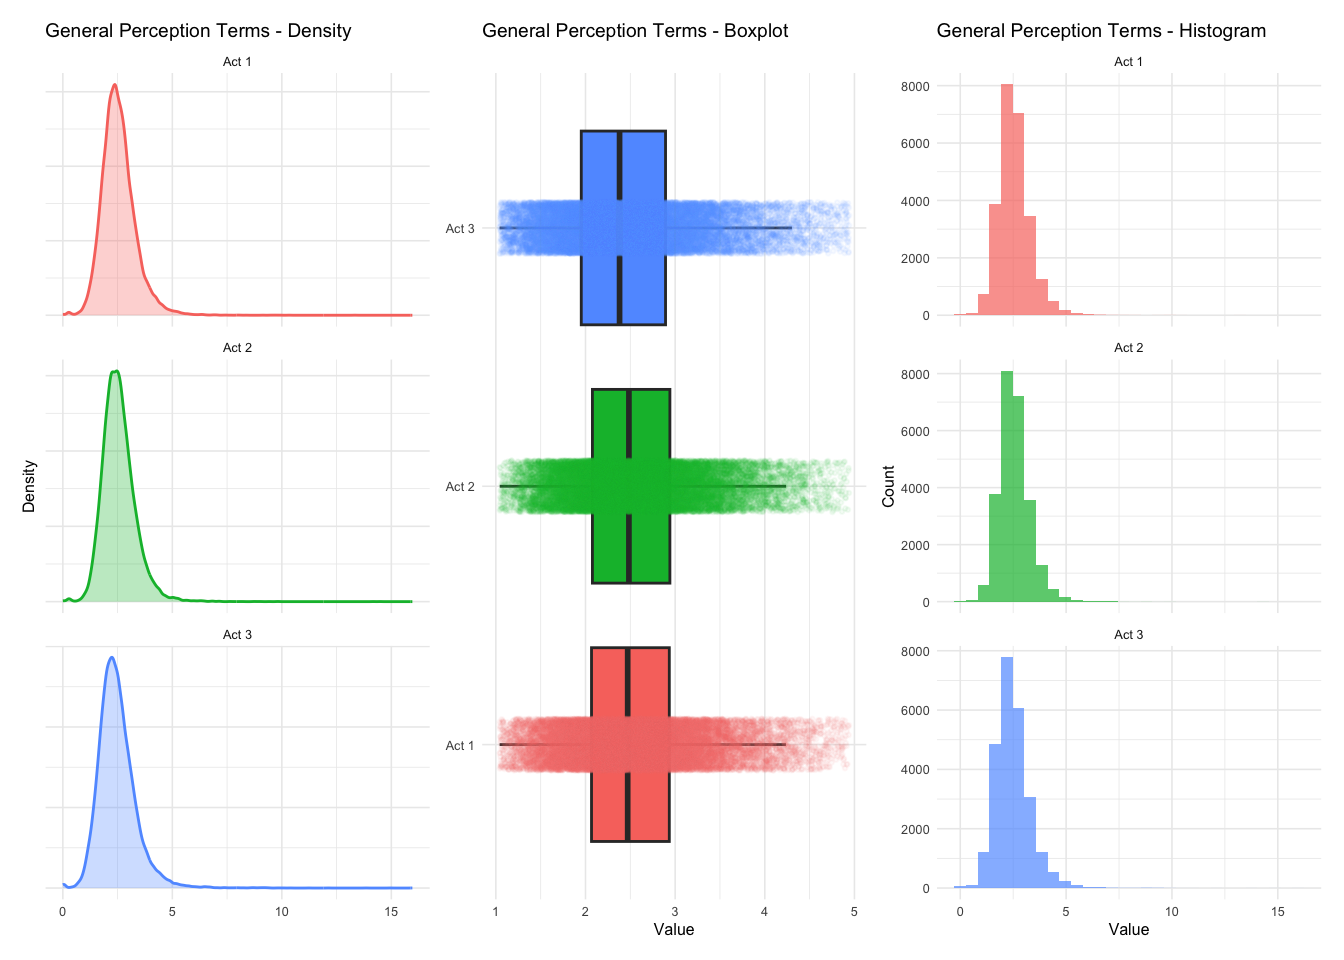 General Perception Terms - Density
Act 1
Act 2
Act 3
Density
0 5 10 15
General Perception Terms - Boxplot
Act 3
Act 2
Act 1
1 2 3 4 5
Value
General Perception Terms - Histogram
Act 1
8000
6000
4000
2000
0
Act 2
8000
6000
4000
2000
0
Act 3
8000
6000
4000
2000
0
Count
0 5 10 15
Value